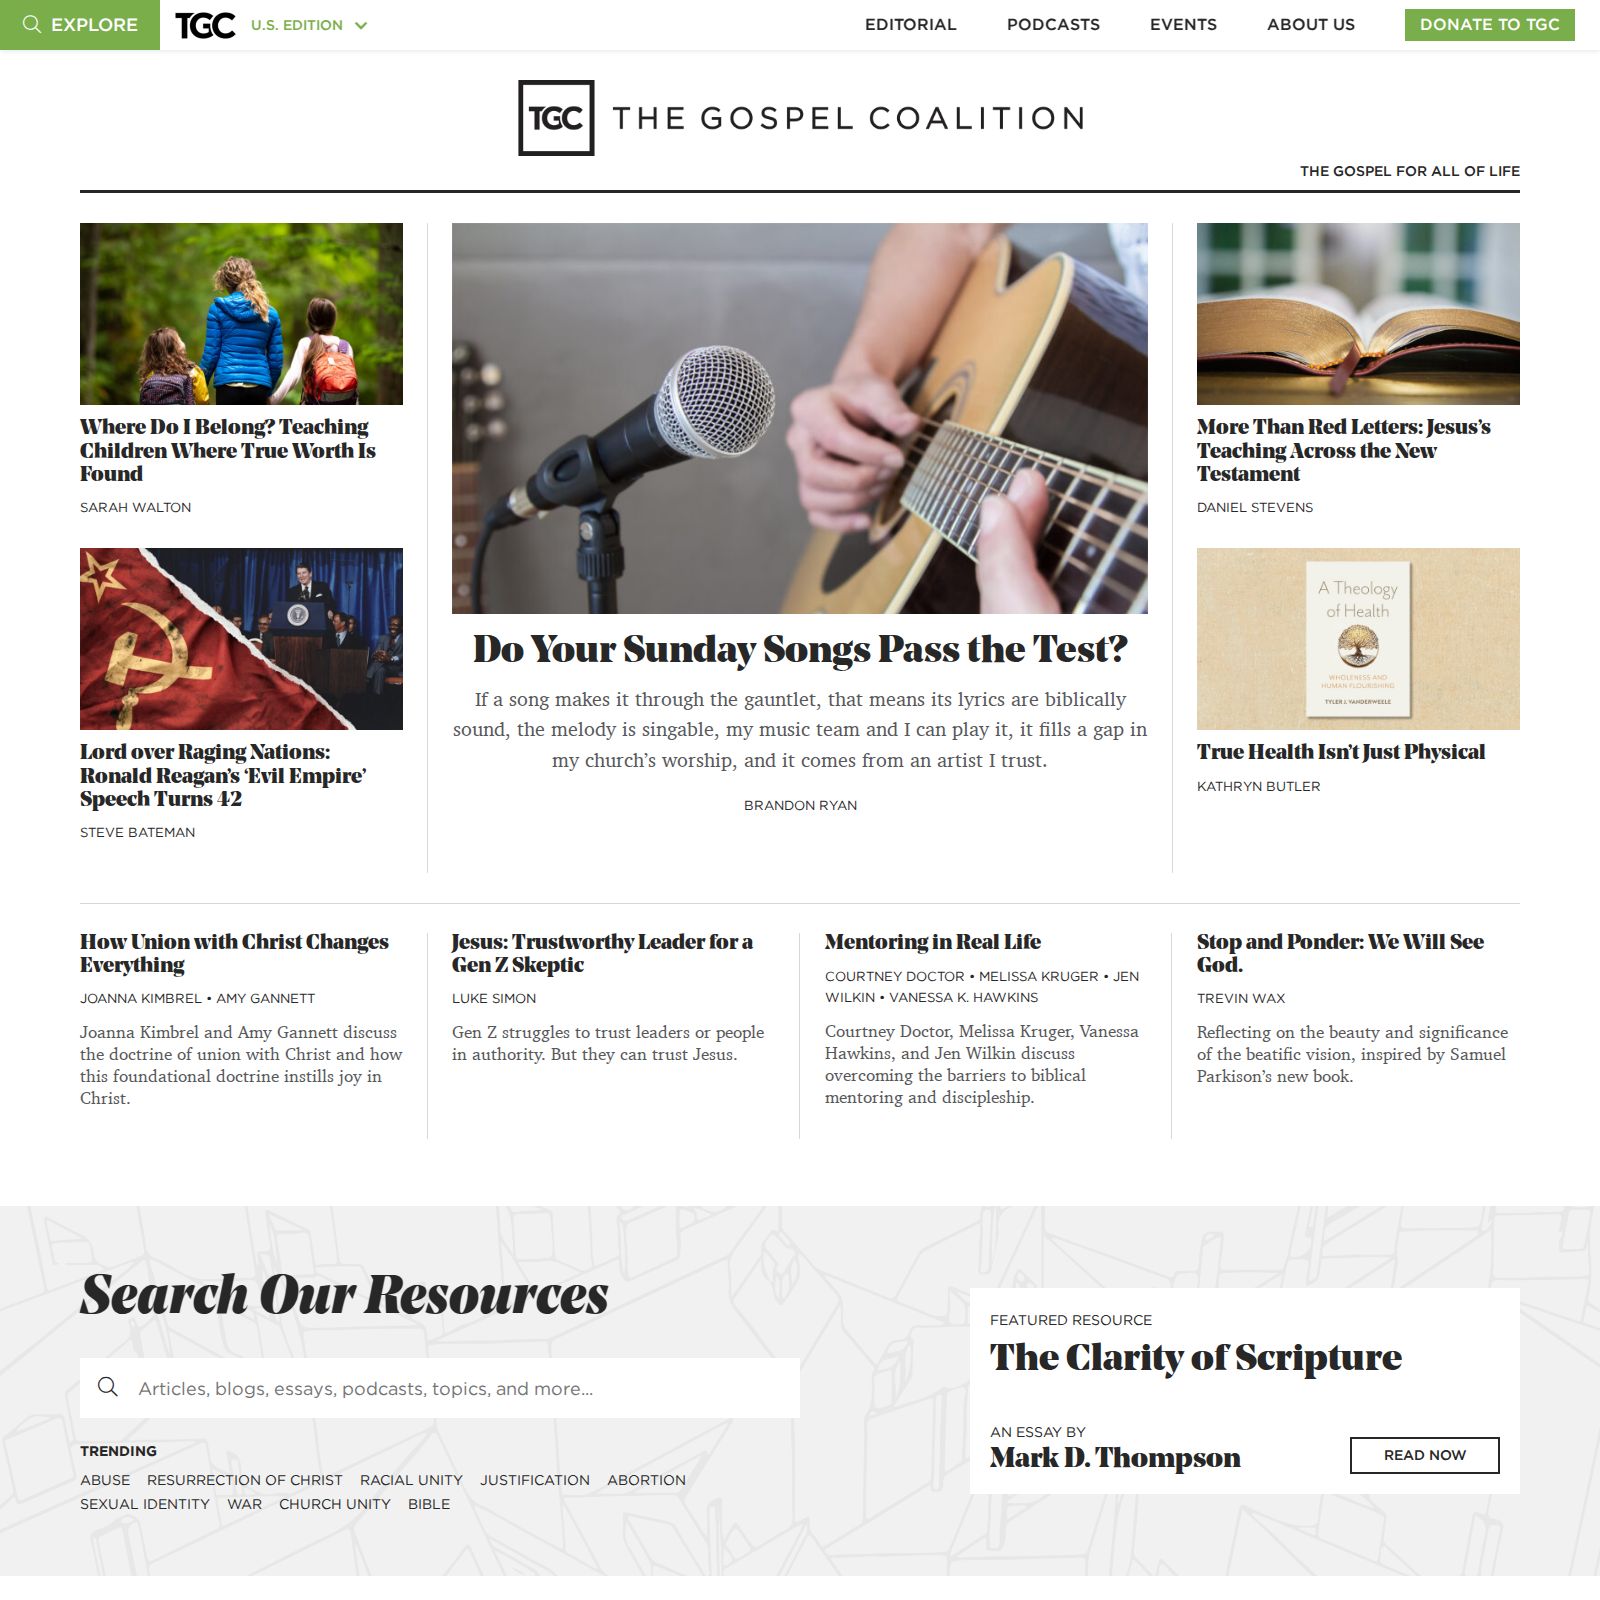 EXPLORE
TGC
U.S. EDITION
EDITORIAL
PODCASTS
EVENTS
ABOUT US
DONATE TO TGC
TGC
THE GOSPEL COALITION
THE GOSPEL FOR ALL OF LIFE
Where Do I Belong? Teaching
Children Where True Worth Is
Found
SARAH WALTON
Lord over Raging Nations:
Ronald Reagan’s ‘Evil Empire’
Speech Turns 42
STEVE BATEMAN
Do Your Sunday Songs Pass the Test?
If a song makes it through the gauntlet, that means its lyrics are biblically
sound, the melody is singable, my music team and I can play it, it fills a gap in
my church’s worship, and it comes from an artist I trust.
BRANDON RYAN
More Than Red Letters: Jesus’s
Teaching Across the New
Testament
DANIEL STEVENS
A Theology
of Health
WHOLENESS AND
HUMAN FLOURISHING
TYLER J. VANDERWEELE
True Health Isn’t Just Physical
KATHRYN BUTLER
How Union with Christ Changes
Everything
JOANNA KIMBREL • AMY GANNETT
Joanna Kimbrel and Amy Gannett discuss
the doctrine of union with Christ and how
this foundational doctrine instills joy in
Christ.
Jesus: Trustworthy Leader for a
Gen Z Skeptic
LUKE SIMON
Gen Z struggles to trust leaders or people
in authority. But they can trust Jesus.
Mentoring in Real Life
COURTNEY DOCTOR • MELISSA KRUGER • JEN
WILKIN • VANESSA K. HAWKINS
Courtney Doctor, Melissa Kruger, Vanessa
Hawkins, and Jen Wilkin discuss
overcoming the barriers to biblical
mentoring and discipleship.
Stop and Ponder: We Will See
God.
TREVIN WAX
Reflecting on the beauty and significance
of the beatific vision, inspired by Samuel
Parkison’s new book.
Search Our Resources
Articles, blogs, essays, podcasts, topics, and more...
TRENDING
ABUSE RESURRECTION OF CHRIST RACIAL UNITY JUSTIFICATION ABORTION
SEXUAL IDENTITY WAR CHURCH UNITY BIBLE
FEATURED RESOURCE
The Clarity of Scripture
AN ESSAY BY
Mark D. Thompson
READ NOW